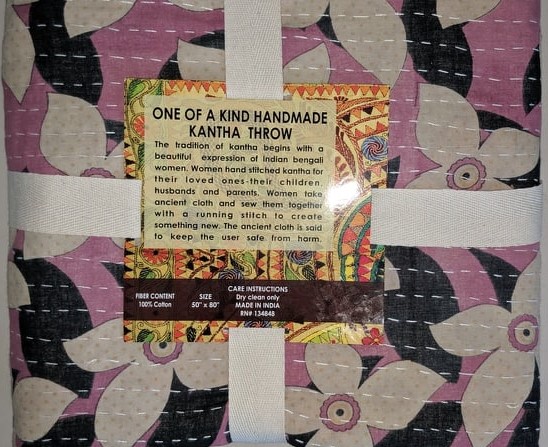 ONE OF A KIND HANDMADE
KANTHA THROW
The tradition of kantha begins with a
beautiful expression of Indian bengali
women. Women hand stitched kantha for
their loved ones-their children,
husbands and parents. Women take
ancient cloth and sew them together
with a running stitch to create
something new. The ancient cloth is said
to keep the user safe from harm.
FIBER CONTENT
100% Cotton
SIZE
50" x 80"
CARE INSTRUCTIONS
Dry clean only
MADE IN INDIA
RN# 134848